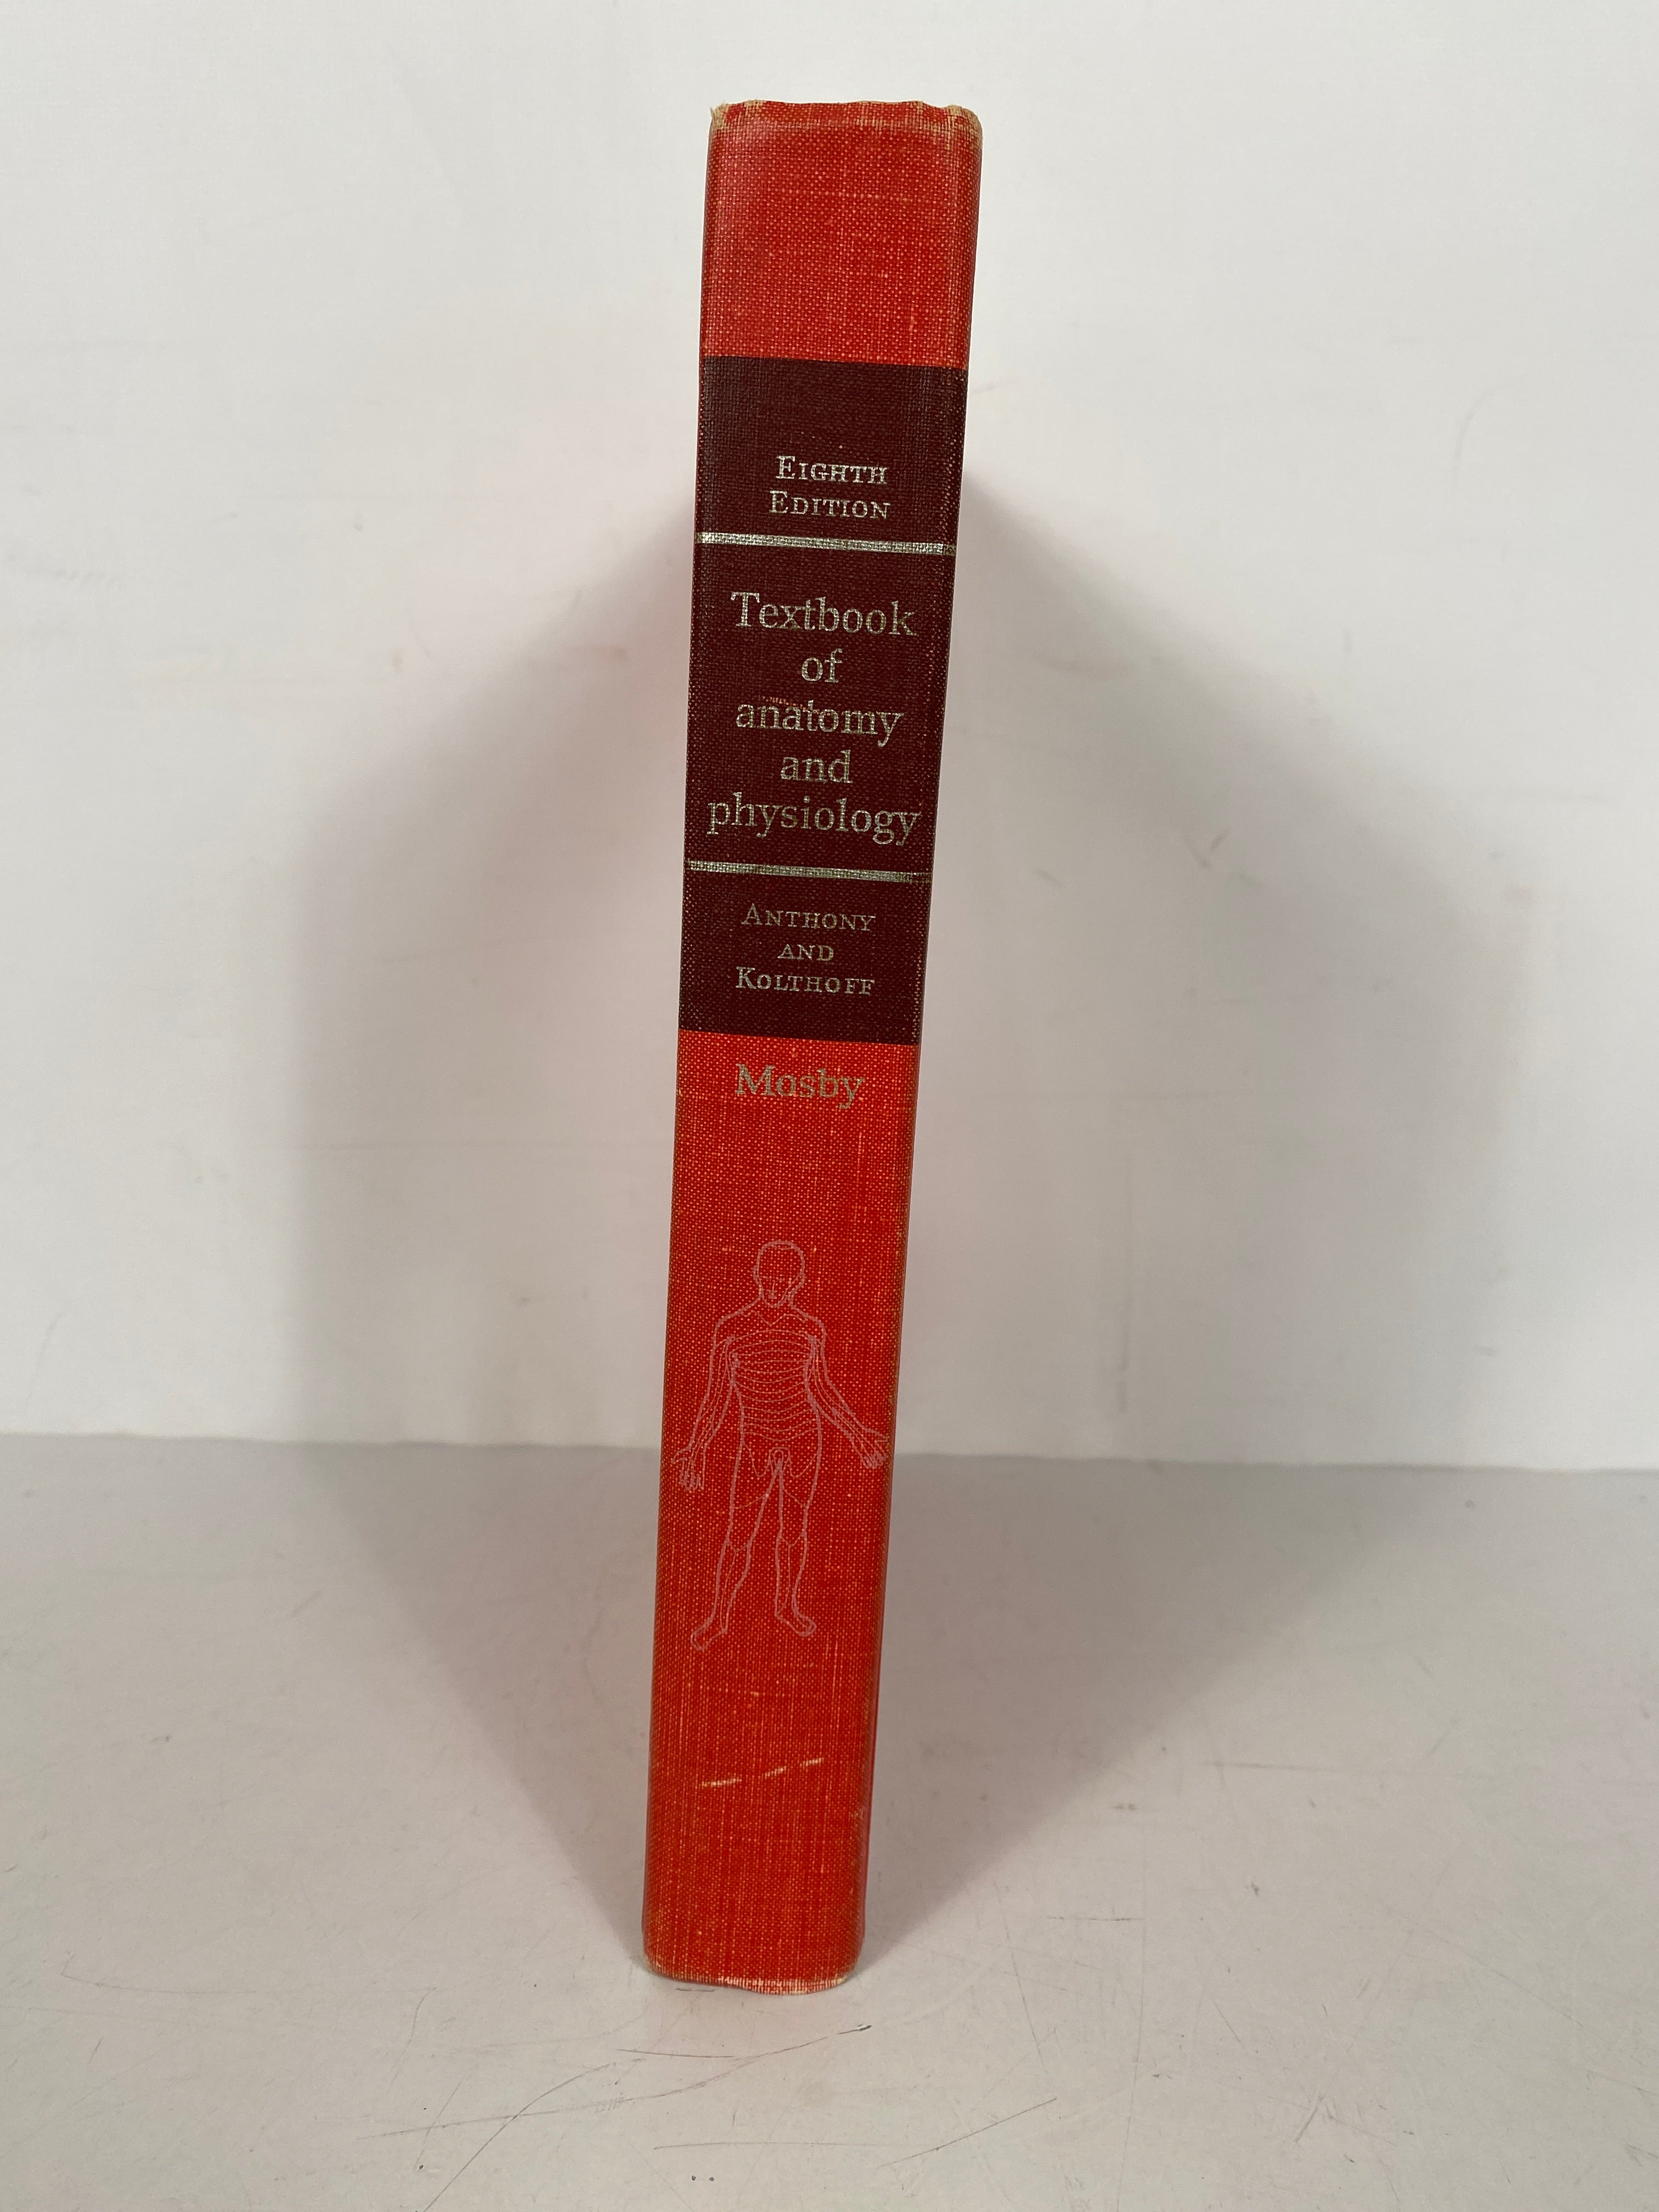 EIGHTH
EDITION
Textbook
of
anatomy
and
physiology
ANTHONY
AND
KOLTHOFF
Mosby